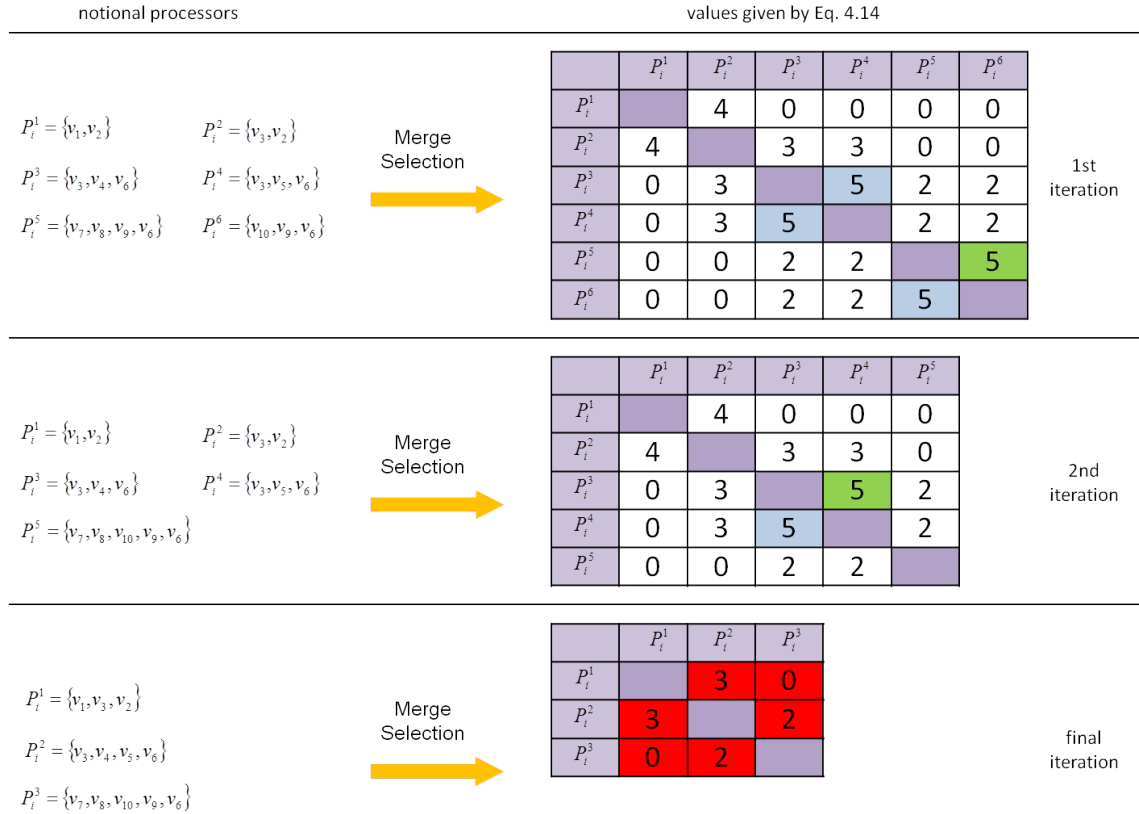 notional processors values given by Eq. 4.14
P_i^1 P_i^2 P_i^3 P_i^4 P_i^5 P_i^6
P_i^1 4 0 0 0 0
P_i^1 = {v_1,v_2} P_i^2 = {v_3,v_2}
Merge
Selection
P_i^2 4 3 3 0 0
P_i^3 = {v_3,v_4,v_6} P_i^4 = {v_3,v_5,v_6}
P_i^3 0 3 5 2 2
1st
iteration
P_i^4 0 3 5 2 2
P_i^5 = {v_7,v_8,v_9,v_6} P_i^6 = {v_10,v_9,v_6}
P_i^5 0 0 2 2 5
P_i^6 0 0 2 2 5
P_i^1 P_i^2 P_i^3 P_i^4 P_i^5
P_i^1 4 0 0 0
P_i^1 = {v_1,v_2} P_i^2 = {v_3,v_2}
Merge
Selection
P_i^2 4 3 3 0
P_i^3 = {v_3,v_4,v_6} P_i^4 = {v_3,v_5,v_6}
P_i^3 0 3 5 2
2nd
iteration
P_i^5 = {v_7,v_8,v_10,v_9,v_6}
P_i^4 0 3 5 2
P_i^5 0 0 2 2
P_i^1 P_i^2 P_i^3
P_i^1 3 0
P_i^1 = {v_1,v_3,v_2}
Merge
Selection
P_i^2 3 2
P_i^2 = {v_3,v_4,v_5,v_6}
P_i^3 0 2
final
iteration
P_i^3 = {v_7,v_8,v_10,v_9,v_6}